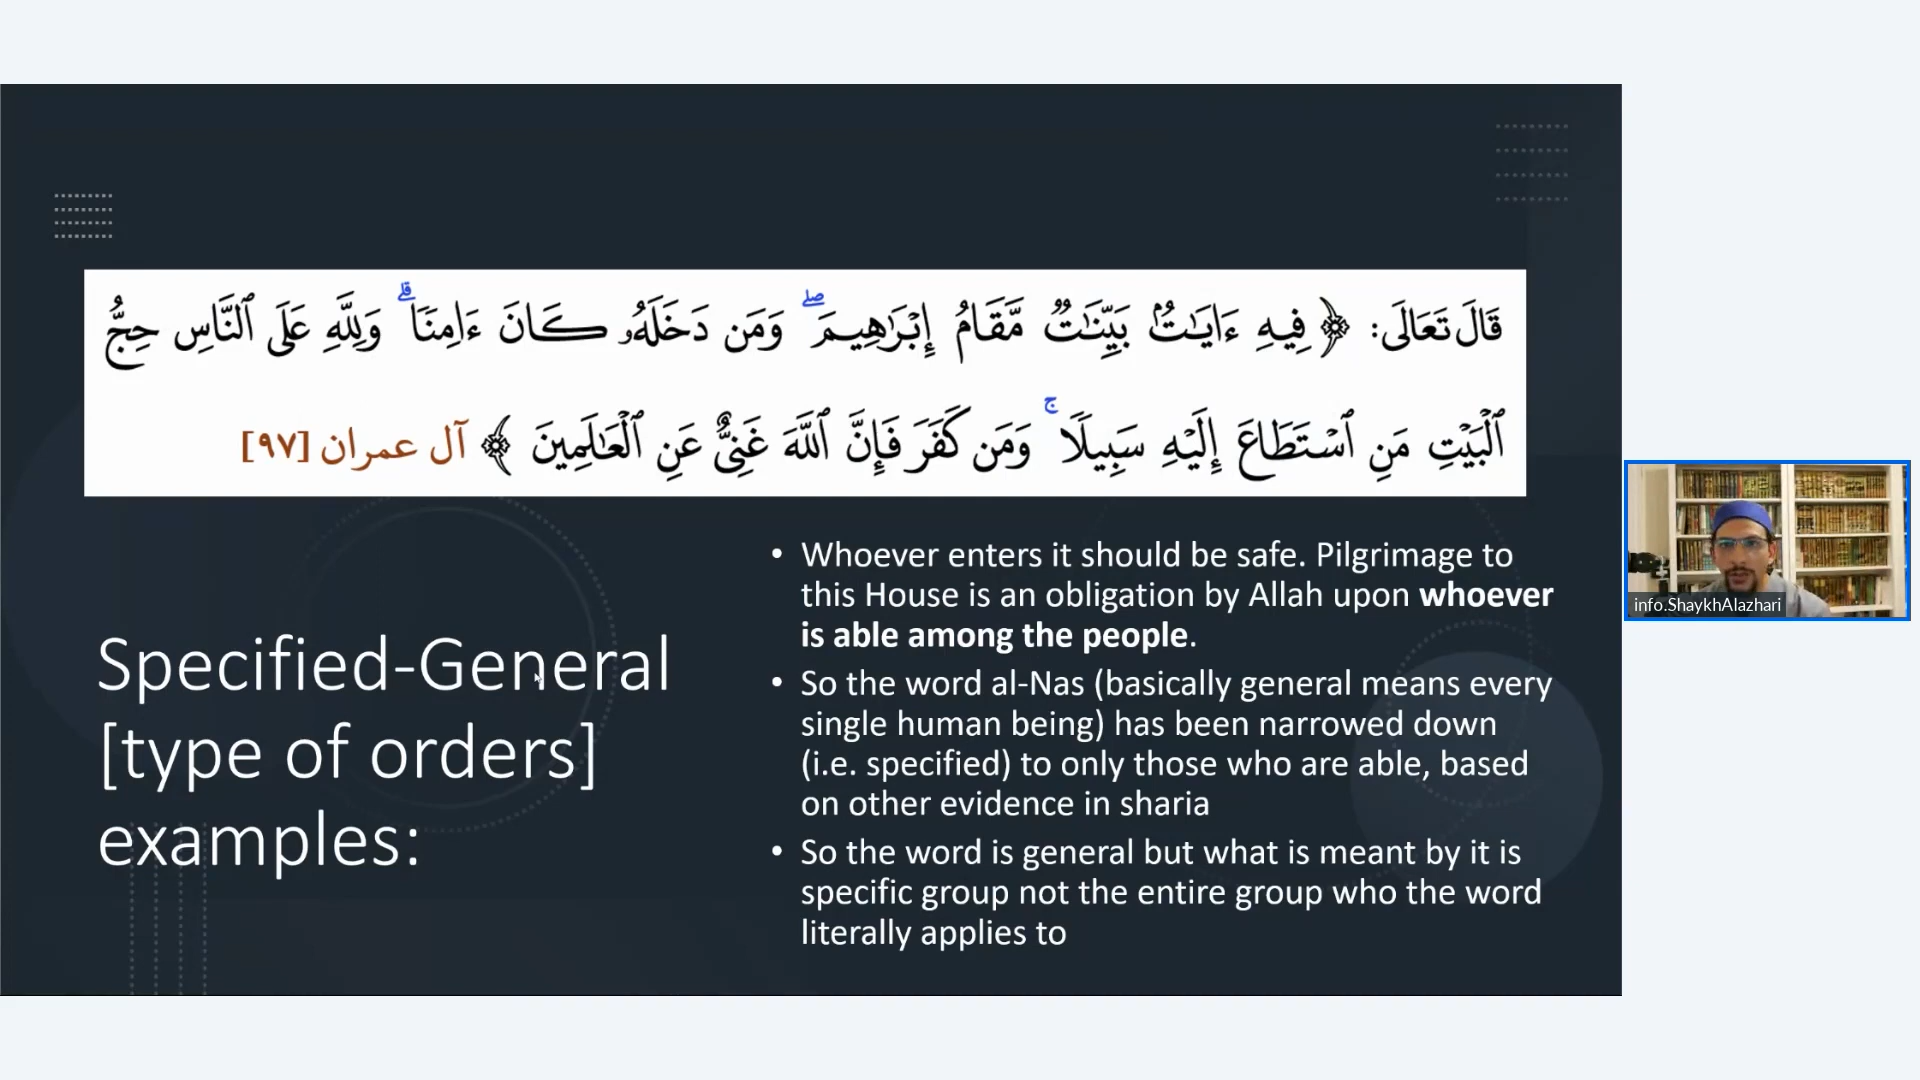 قَالَ تَعَالَى: ﴿ فِيهِ ءَايَـٰتٌۢ بَيِّنَـٰتٌ مَّقَامُ إِبْرَٰهِيمَ ۖ وَمَن دَخَلَهُۥ كَانَ ءَامِنًا ۗ وَلِلَّهِ عَلَى ٱلنَّاسِ حِجُّ
ٱلْبَيْتِ مَنِ ٱسْتَطَاعَ إِلَيْهِ سَبِيلًا ۚ وَمَن كَفَرَ فَإِنَّ ٱللَّهَ غَنِىٌّ عَنِ ٱلْعَـٰلَمِينَ ﴾ آل عمران [٩٧]
Specified-General
[type of orders]
examples:
• Whoever enters it should be safe. Pilgrimage to
this House is an obligation by Allah upon whoever
is able among the people.
• So the word al-Nas (basically general means every
single human being) has been narrowed down
(i.e. specified) to only those who are able, based
on other evidence in sharia
• So the word is general but what is meant by it is
specific group not the entire group who the word
literally applies to
info.ShaykhAlazhari